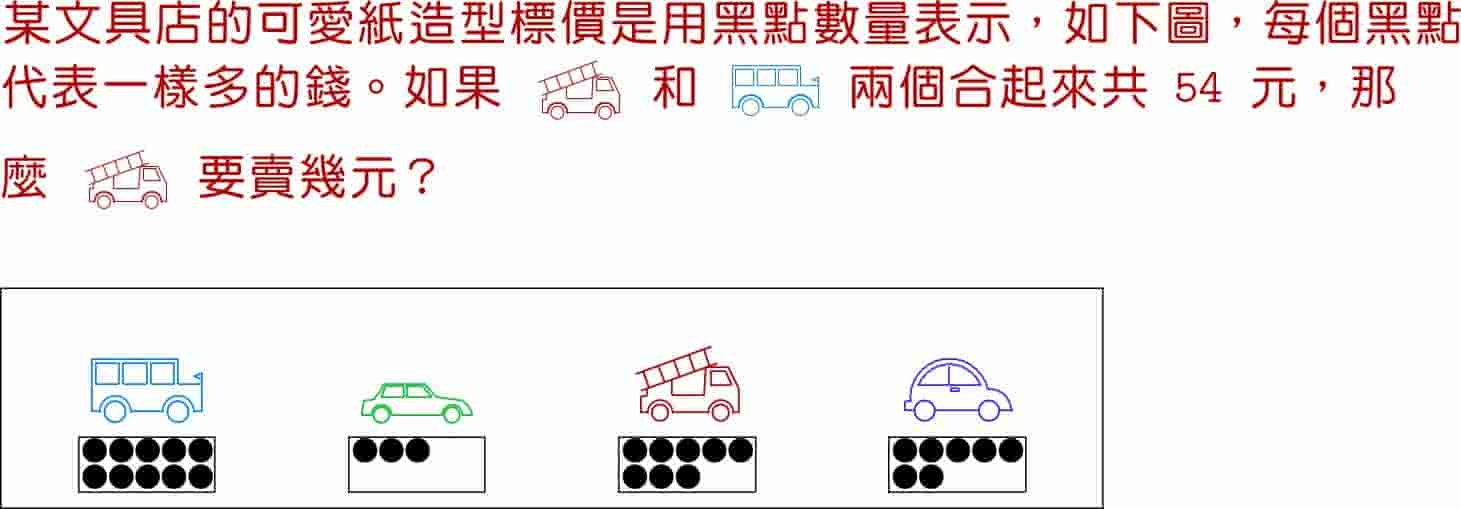 某文具店的可愛紙造型標價是用黑點數量表示，如下圖，每個黑點
代表一樣多的錢。如果 和 兩個合起來共 54 元，那
麼 要賣幾元？